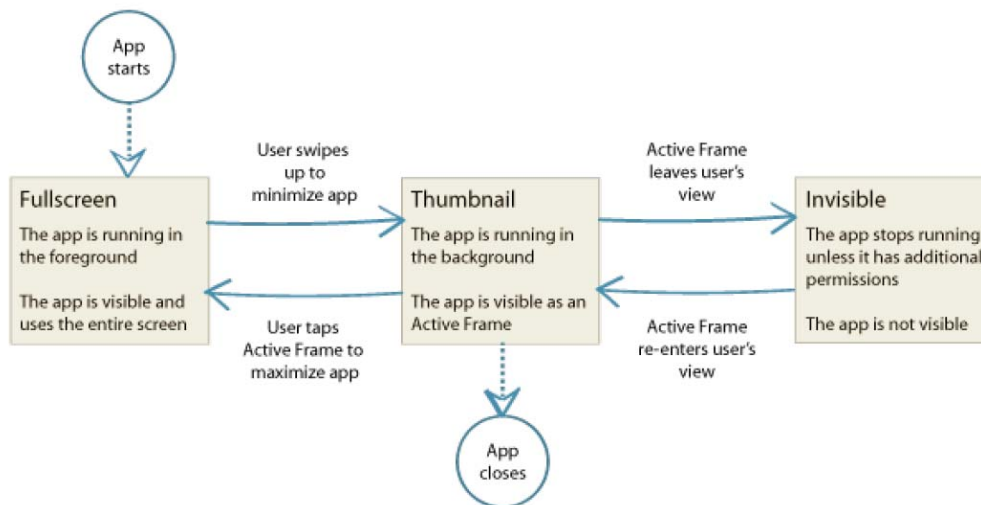 App
starts
User swipes
up to
minimize app
Active Frame
leaves user's
view
Fullscreen
The app is running in
the foreground
The app is visible and
uses the entire screen
Thumbnail
The app is running in
the background
The app is visible as an
Active Frame
Invisible
The app stops running
unless it has additional
permissions
The app is not visible
User taps
Active Frame to
maximize app
Active Frame
re-enters user's
view
App
closes